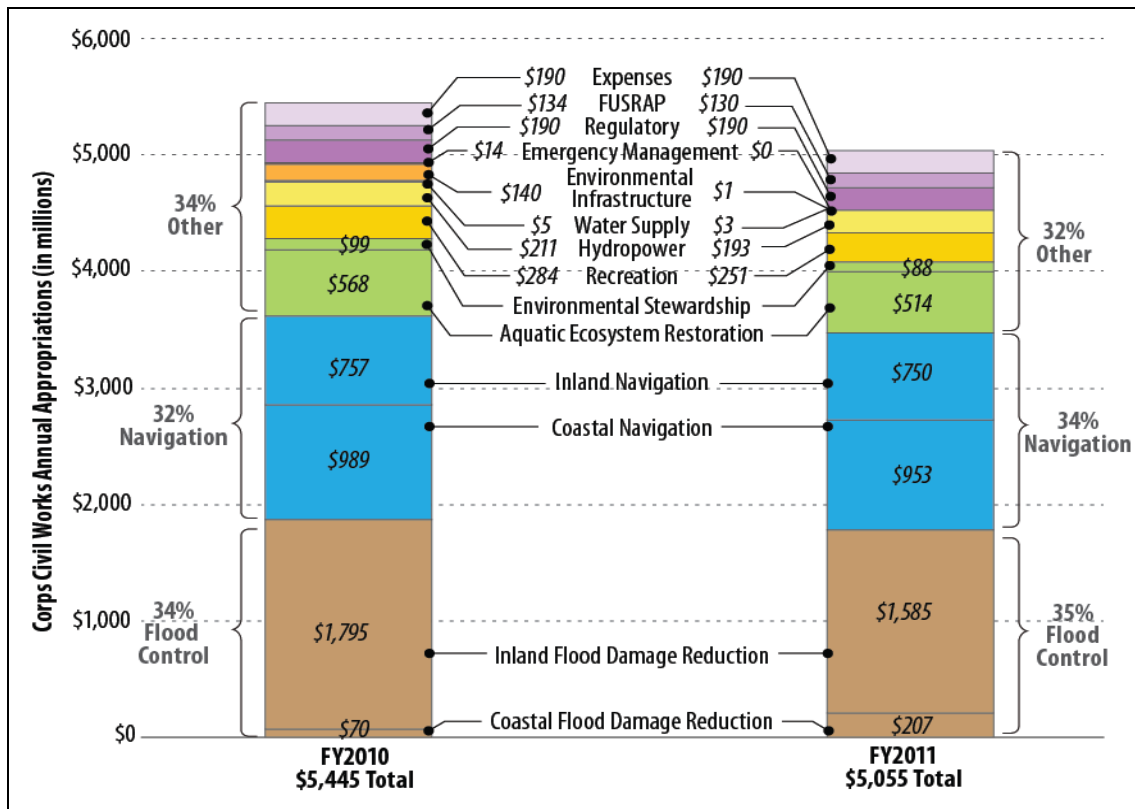 Corps Civil Works Annual Appropriations (in millions)
$6,000
$5,000
$4,000
$3,000
$2,000
$1,000
$0
34%
Other
32%
Navigation
34%
Flood
Control
$99
$568
$757
$989
$1,795
$70
$190 Expenses $190
$134 FUSRAP $130
$190 Regulatory $190
$14 Emergency Management $0
$140 Environmental Infrastructure $1
$5 Water Supply $3
$211 Hydropower $193
$284 Recreation $251
Environmental Stewardship
Aquatic Ecosystem Restoration
Inland Navigation
Coastal Navigation
Inland Flood Damage Reduction
Coastal Flood Damage Reduction
$88
$514
$750
$953
$1,585
$207
32%
Other
34%
Navigation
35%
Flood
Control
FY2010
$5,445 Total
FY2011
$5,055 Total